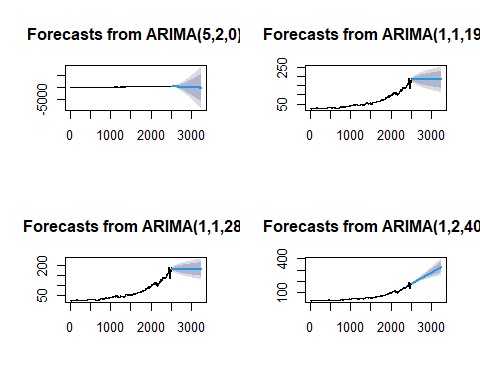 Forecasts from ARIMA(5,2,0)
-5000
0 1000 2000 3000
Forecasts from ARIMA(1,1,19
50 250
0 1000 2000 3000
Forecasts from ARIMA(1,1,28
50 200
0 1000 2000 3000
Forecasts from ARIMA(1,2,40
100 400
0 1000 2000 3000